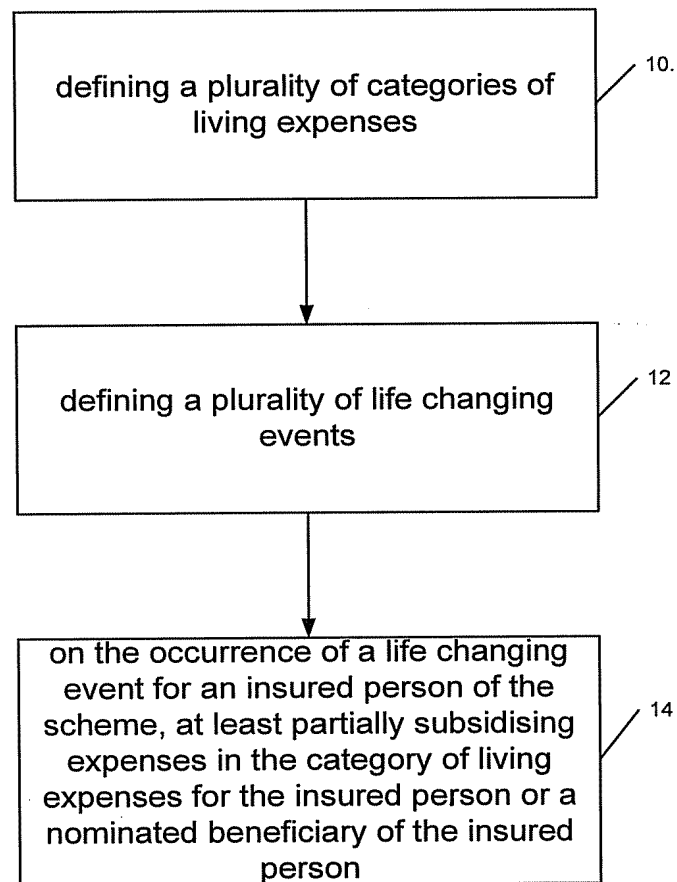 defining a plurality of categories of
living expenses
10.
defining a plurality of life changing
events
12
on the occurrence of a life changing
event for an insured person of the
scheme, at least partially subsidising
expenses in the category of living
expenses for the insured person or a
nominated beneficiary of the insured
person
14